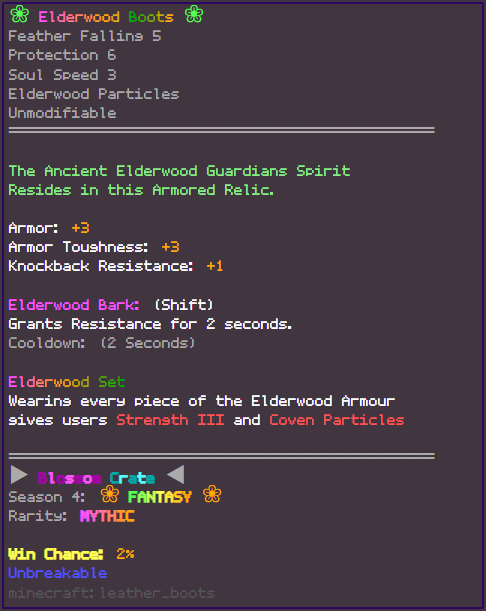 ❀ Elderwood Boots ❀
Feather Falling 5
Protection 6
Soul Speed 3
Elderwood Particles
Unmodifiable
The Ancient Elderwood Guardians Spirit
Resides in this Armored Relic.
Armor: +3
Armor Toughness: +3
Knockback Resistance: +1
Elderwood Bark: (Shift)
Grants Resistance for 2 seconds.
Cooldown: (2 Seconds)
Elderwood Set
Wearing every piece of the Elderwood Armour
gives users Strength III and Coven Particles
▶ Blossom Crate ◀
Season 4: ❀ FANTASY ❀
Rarity: MYTHIC
Win Chance: 2%
Unbreakable
minecraft:leather_boots